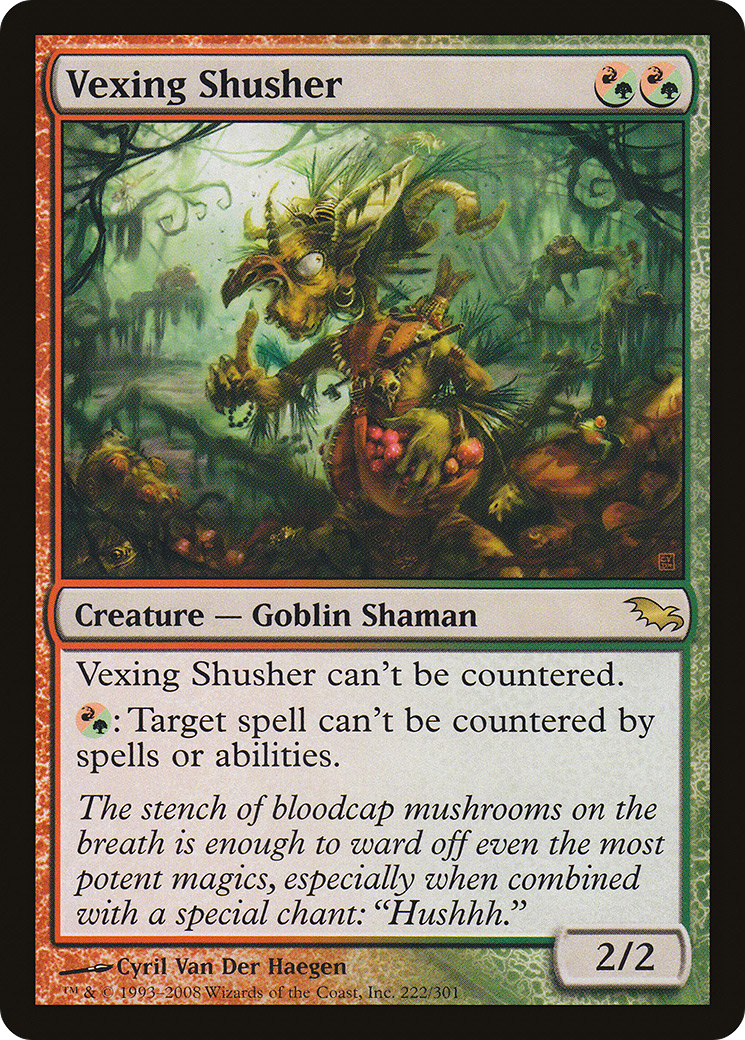 Vexing Shusher
Creature — Goblin Shaman
Vexing Shusher can't be countered.
: Target spell can't be countered by
spells or abilities.
The stench of bloodcap mushrooms on the
breath is enough to ward off even the most
potent magics, especially when combined
with a special chant: “Hushhh.”
2/2
Cyril Van Der Haegen
™ & © 1993–2008 Wizards of the Coast, Inc. 222/301